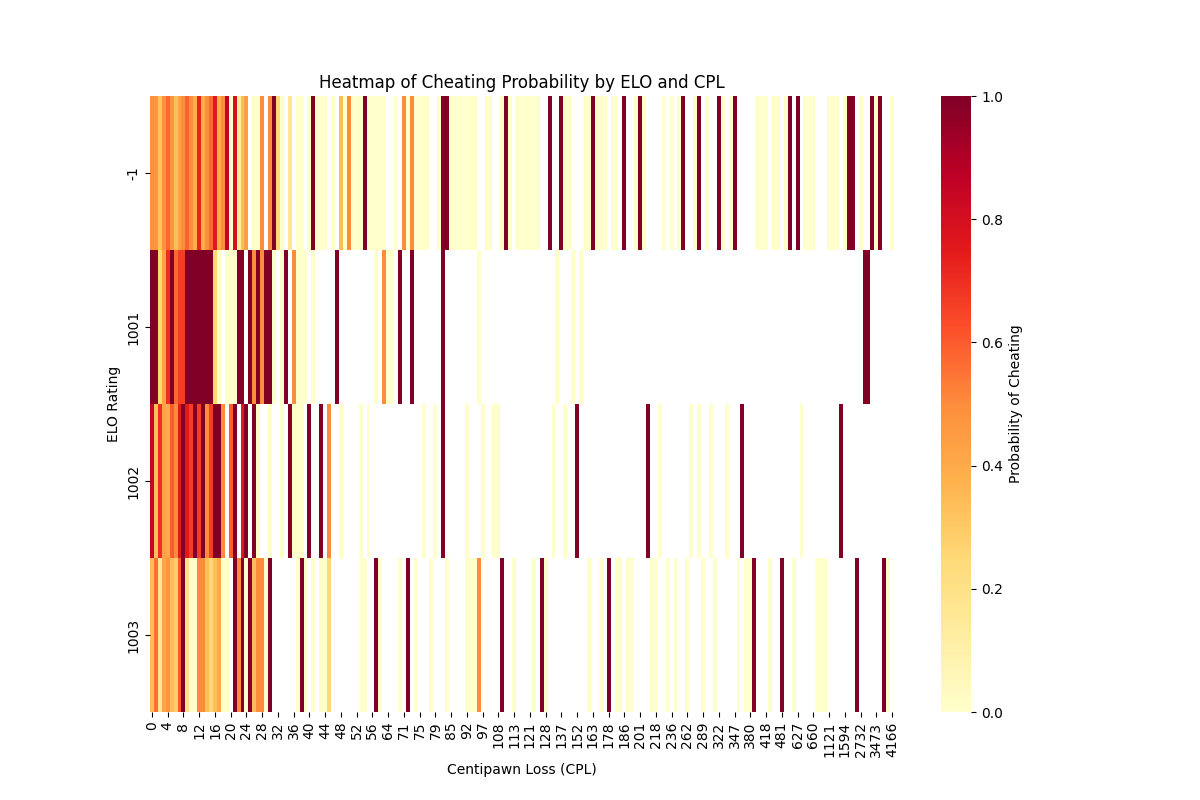 Heatmap of Cheating Probability by ELO and CPL
ELO Rating
-1
1001
1002
1003
0 4 8 12 16 20 24 28 32 36 40 44 48 52 56 64 71 75 79 85 92 97 108 113 121 128 137 152 163 178 186 201 218 236 262 289 322 347 380 418 481 627 660 1121 1594 2732 3473 4166
Centipawn Loss (CPL)
1.0
0.8
0.6
0.4
0.2
0.0
Probability of Cheating